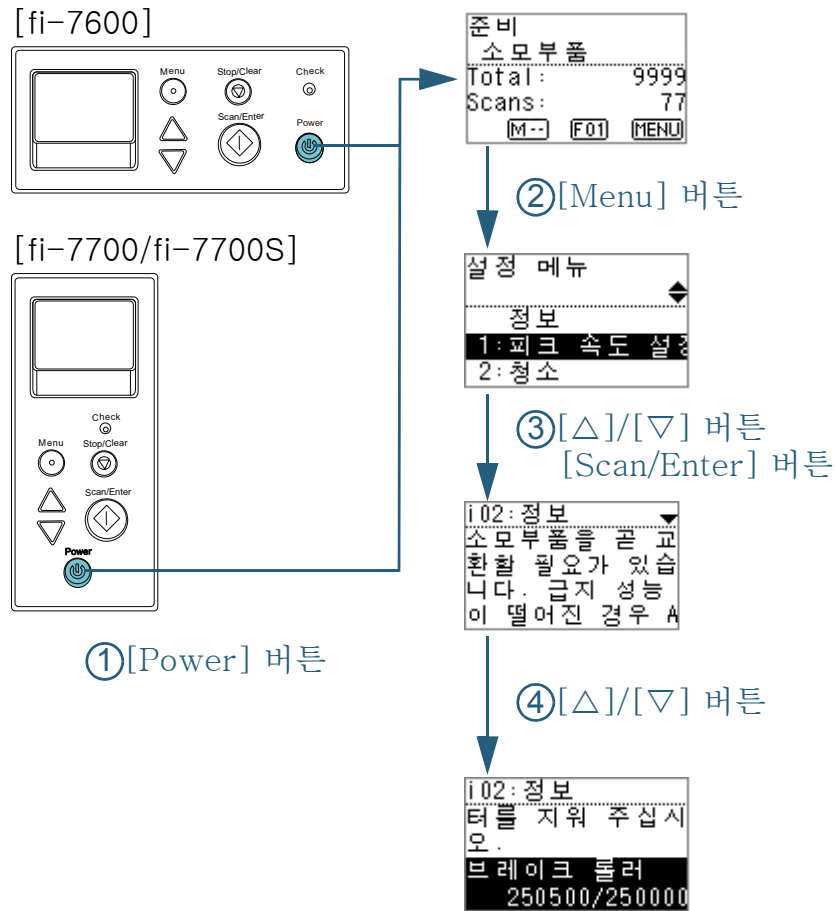 [fi-7600]
Menu
Stop/Clear
Check
Scan/Enter
Power
[fi-7700/fi-7700S]
Check
Menu
Stop/Clear
Scan/Enter
Power
①[Power] 버튼
준비
소모부품
Total: 9999
Scans: 77
M-- F01 MENU
②[Menu] 버튼
설정 메뉴
정보
1:피크 속도 설정
2:청소
③[△]/[▽] 버튼
[Scan/Enter] 버튼
i02:정보
소모부품을 곧 교
환할 필요가 있습
니다. 급지 성능
이 떨어진 경우 A
④[△]/[▽] 버튼
i02:정보
터를 지워 주십시
오.
브레이크 롤러
250500/250000